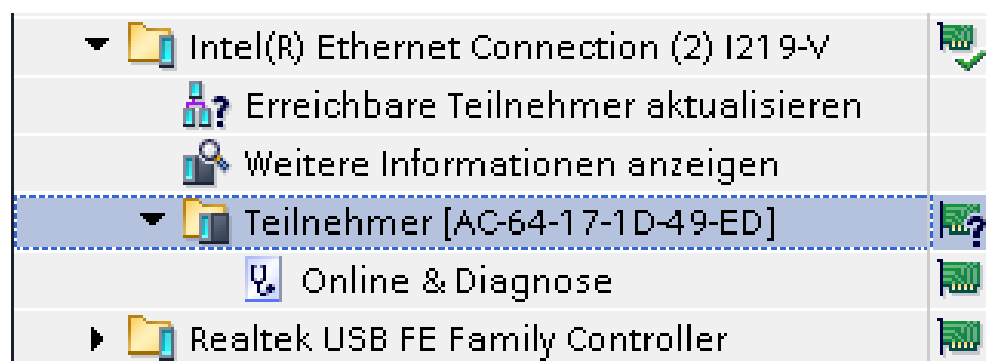 Intel(R) Ethernet Connection (2) I219-V
Erreichbare Teilnehmer aktualisieren
Weitere Informationen anzeigen
Teilnehmer [AC-64-17-1D-49-ED]
Online & Diagnose
Realtek USB FE Family Controller